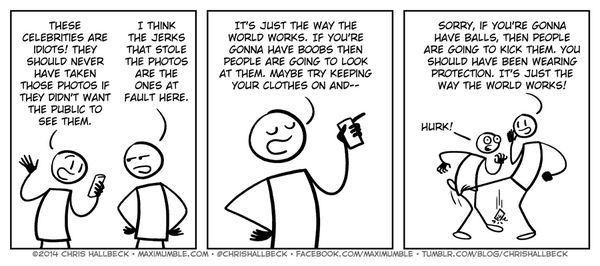 THESE
CELEBRITIES ARE
IDIOTS! THEY
SHOULD NEVER
HAVE TAKEN
THOSE PHOTOS IF
THEY DIDN'T WANT
THE PUBLIC TO
SEE THEM.
I THINK
THE JERKS
THAT STOLE
THE PHOTOS
ARE THE
ONES AT
FAULT HERE.
IT'S JUST THE WAY THE
WORLD WORKS. IF YOU'RE
GONNA HAVE BOOBS THEN
PEOPLE ARE GOING TO LOOK
AT THEM. MAYBE TRY KEEPING
YOUR CLOTHES ON AND--
SORRY, IF YOU'RE GONNA
HAVE BALLS, THEN PEOPLE
ARE GOING TO KICK THEM. YOU
SHOULD HAVE BEEN WEARING
PROTECTION. IT'S JUST THE
WAY THE WORLD WORKS!
HURK!
©2014 CHRIS HALLBECK • MAXIMUMBLE.COM • @CHRISHALLBECK • FACEBOOK.COM/MAXIMUMBLE • TUMBLR.COM/BLOG/CHRISHALLBECK